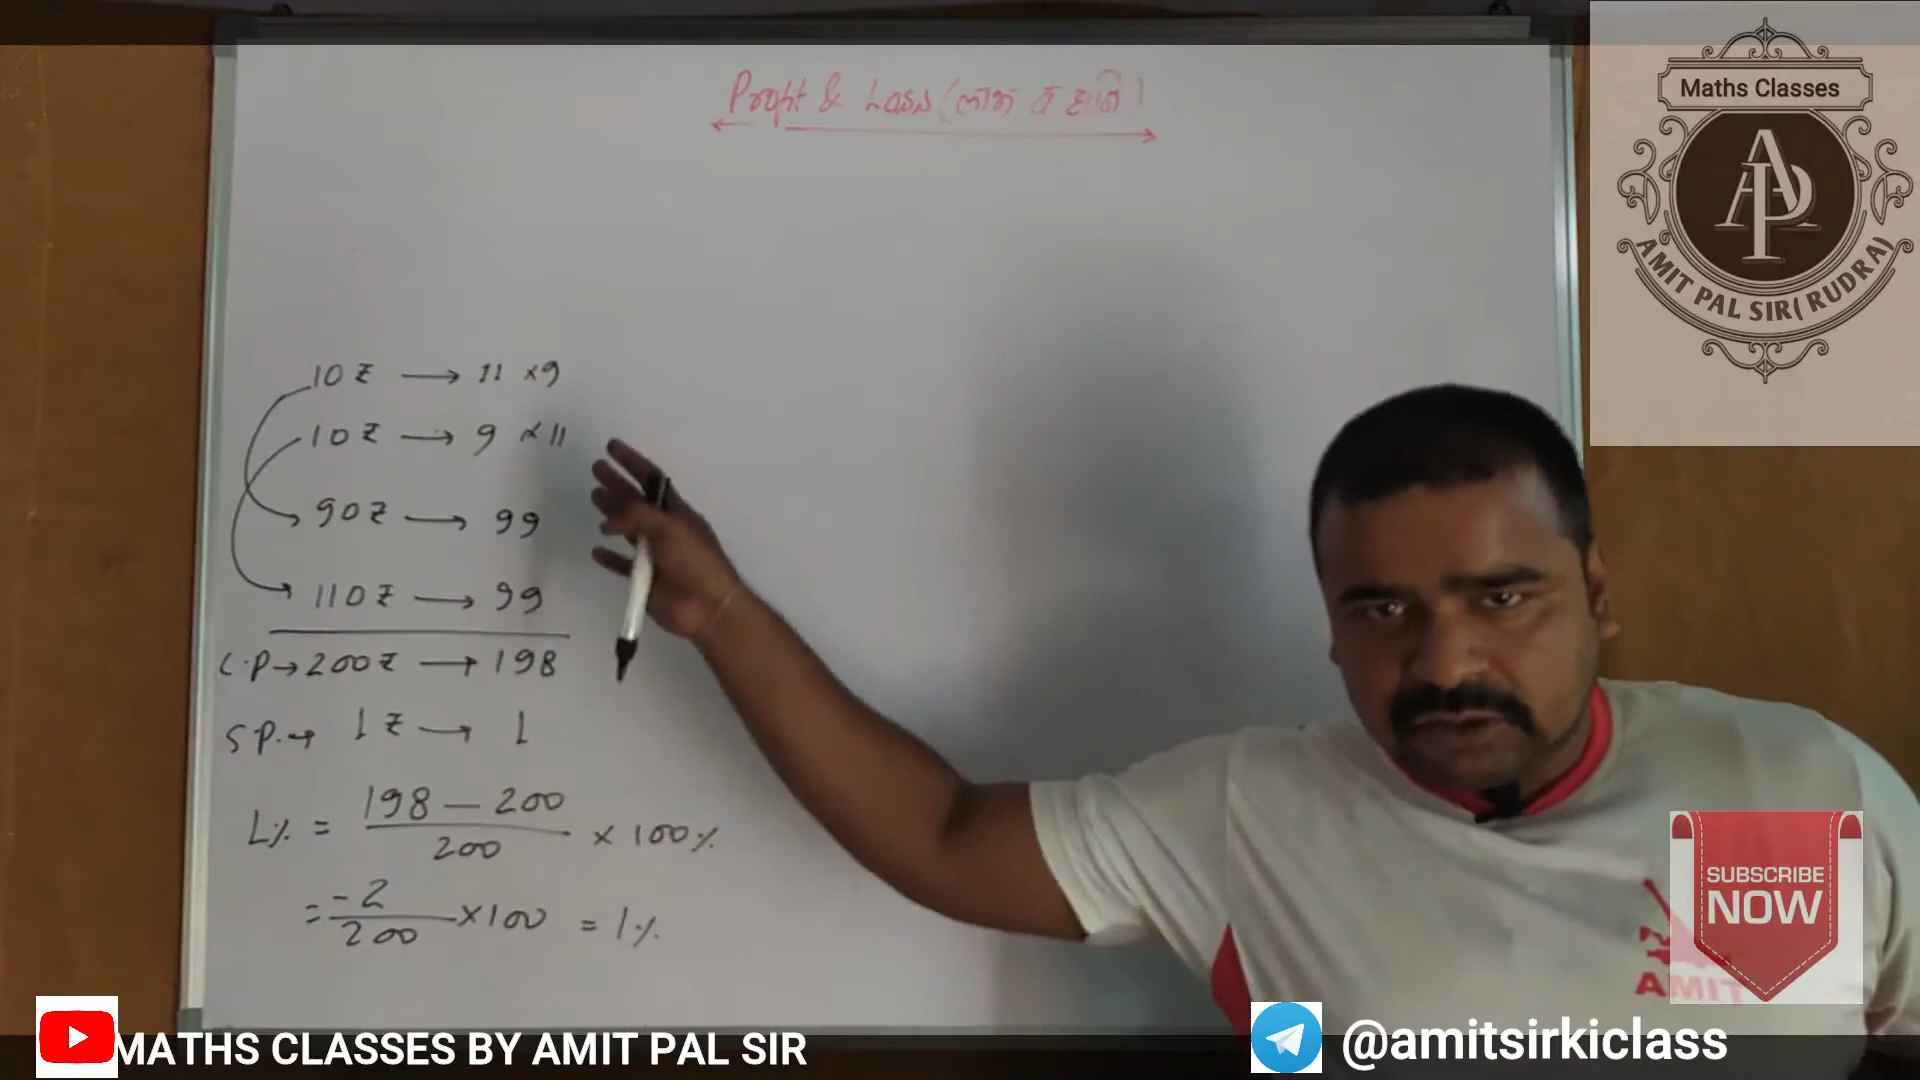 Profit & Loss (लाभ व हानि)
Maths Classes
AP
AMIT PAL SIR( RUDRA)
10 ₹ → 11 ×9
10 ₹ → 9 ×11
90 ₹ → 99
110 ₹ → 99
C.P → 200 ₹ → 198
S P. → 1 ₹ → 1
L% = 198 - 200 / 200 × 100%
= -2 / 200 ×100 = 1%
SUBSCRIBE
NOW
MATHS CLASSES BY AMIT PAL SIR
@amitsirkiclass